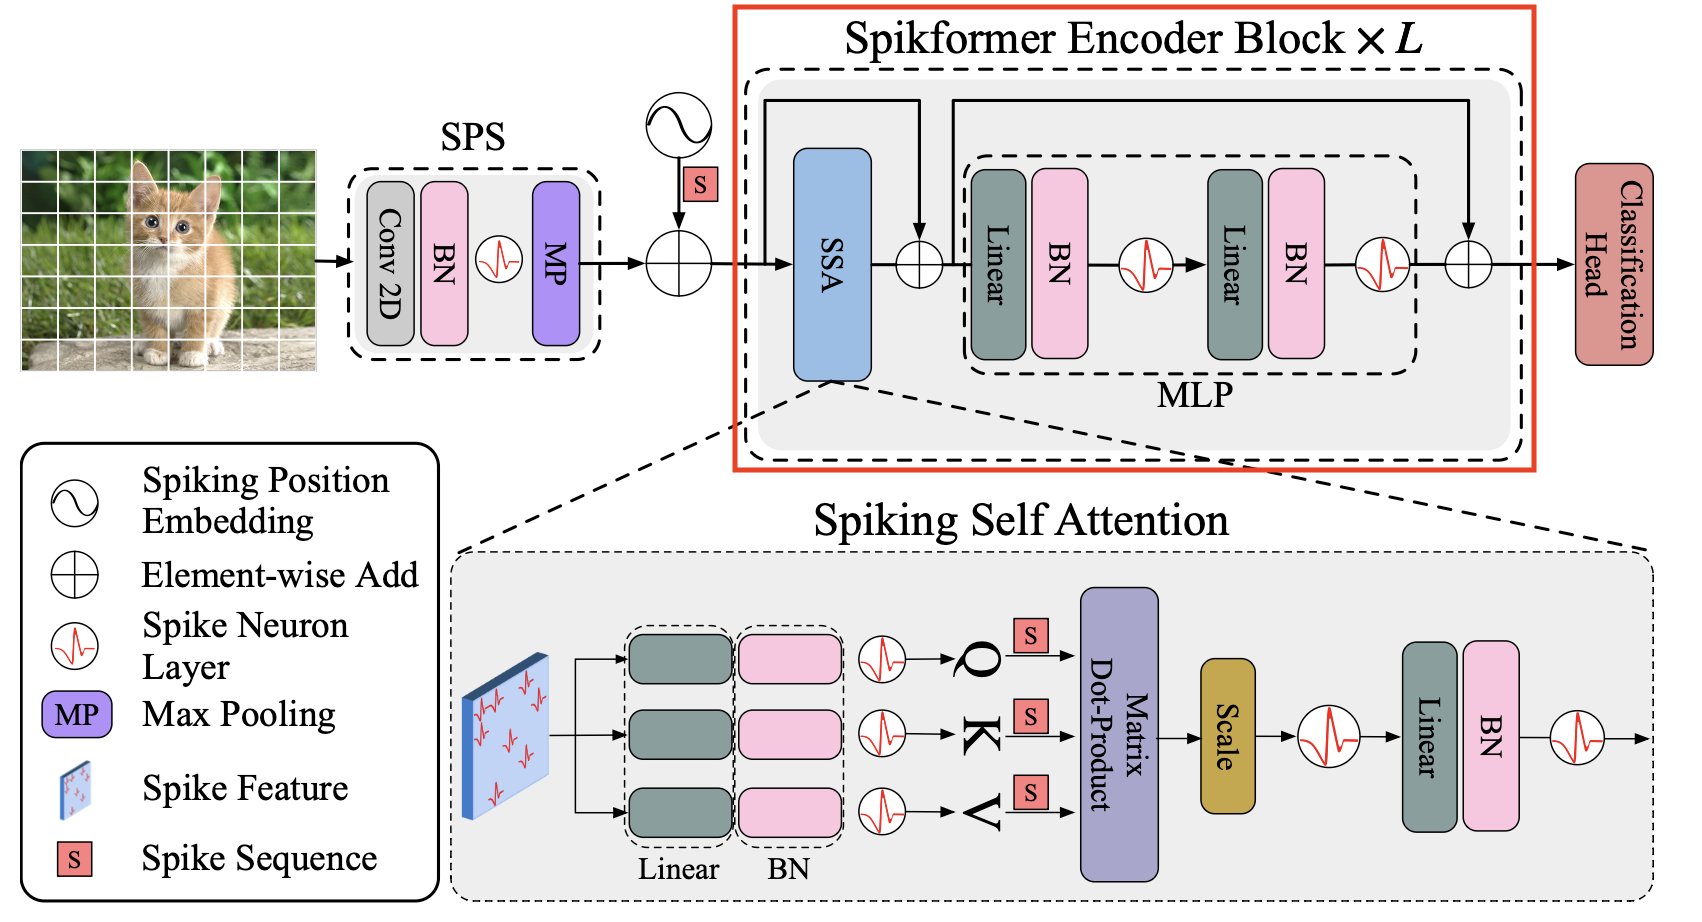 Spikformer Encoder Block × L
SPS
S
Conv 2D
BN
MP
SSA
Linear
BN
Linear
BN
MLP
Classification
Head
Spiking Position
Embedding
Element-wise Add
Spike Neuron
Layer
MP
Max Pooling
Spike Feature
S
Spike Sequence
Spiking Self Attention
Linear
BN
Q
K
V
S
S
S
Matrix
Dot-Product
Scale
Linear
BN